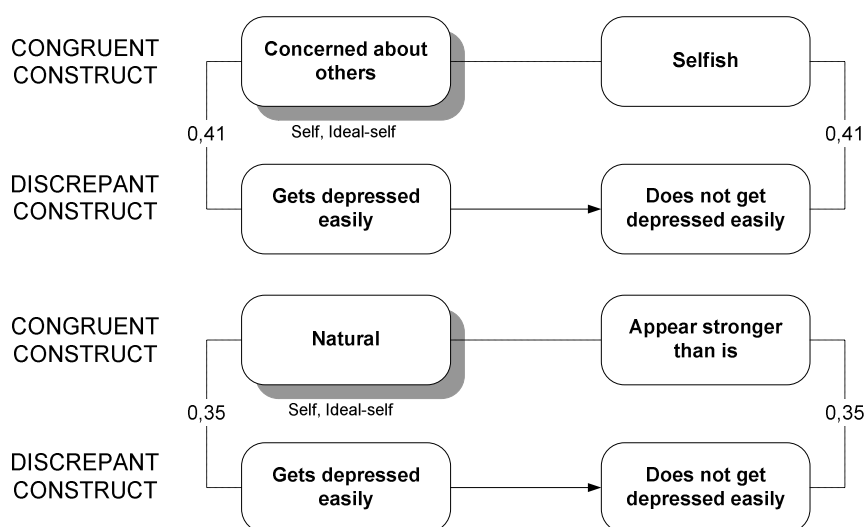 CONGRUENT
CONSTRUCT
Concerned about
others
Selfish
Self, Ideal-self
0,41
0,41
DISCREPANT
CONSTRUCT
Gets depressed
easily
Does not get
depressed easily
CONGRUENT
CONSTRUCT
Natural
Appear stronger
than is
Self, Ideal-self
0,35
0,35
DISCREPANT
CONSTRUCT
Gets depressed
easily
Does not get
depressed easily